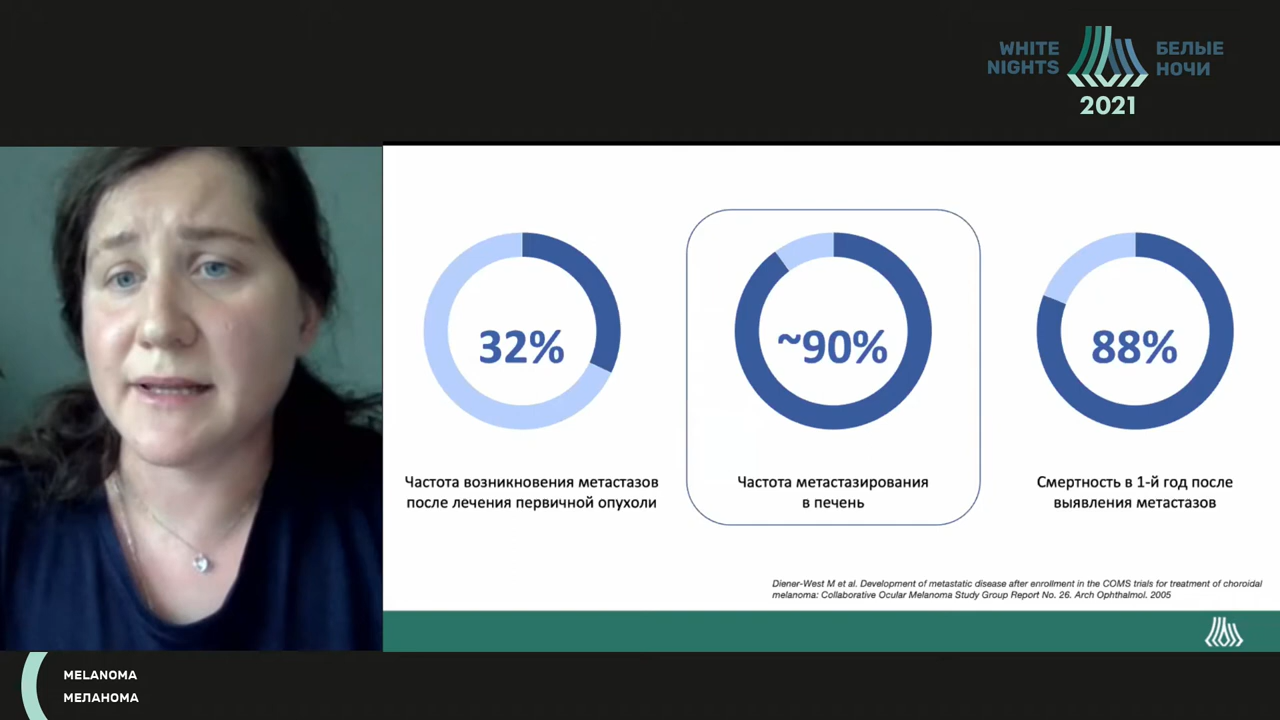 WHITE
NIGHTS
БЕЛЫЕ
НОЧИ
2021
32%
~90%
88%
Частота возникновения метастазов
после лечения первичной опухоли
Частота метастазирования
в печень
Смертность в 1-й год после
выявления метастазов
Diener-West M et al. Development of metastatic disease after enrollment in the COMS trials for treatment of choroidal
melanoma: Collaborative Ocular Melanoma Study Group Report No. 26. Arch Ophthalmol. 2005
MELANOMA
МЕЛАНОМА